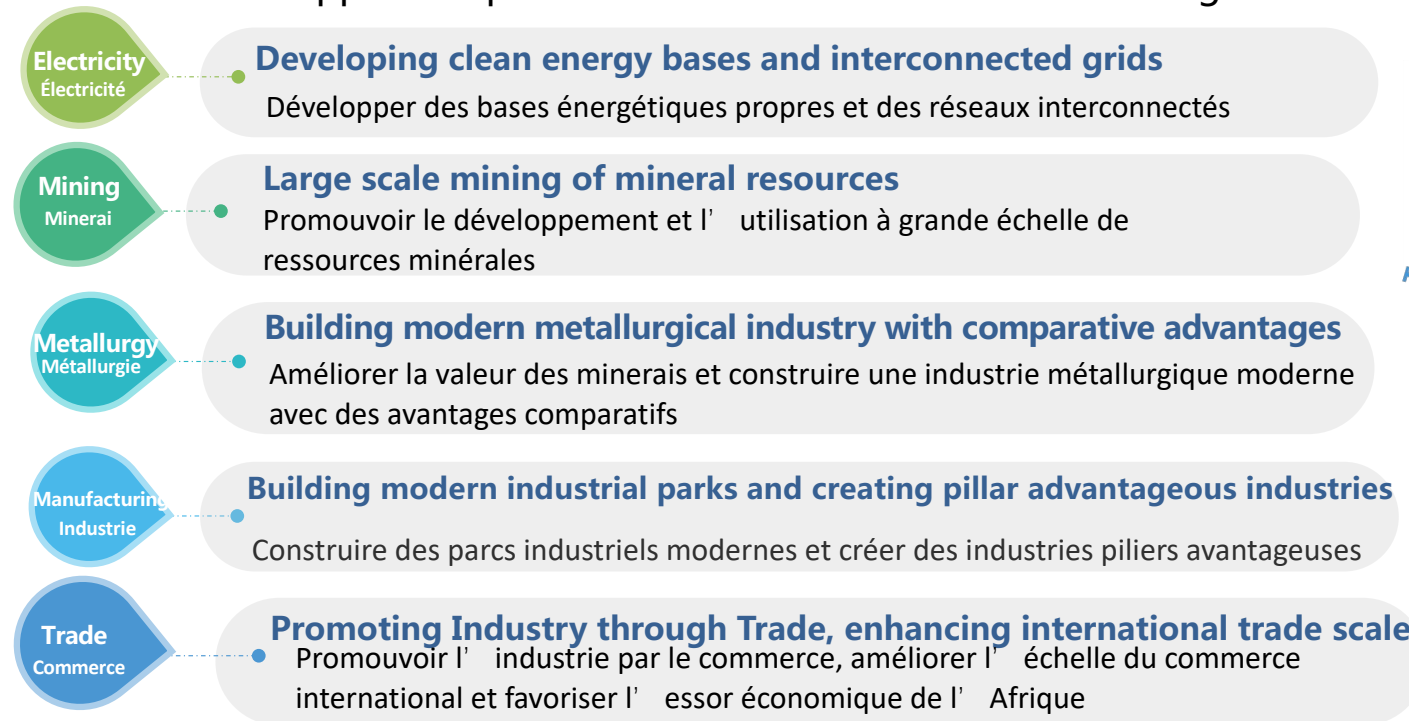 Electricity
Électricité
Developing clean energy bases and interconnected grids
Développer des bases énergétiques propres et des réseaux interconnectés
Mining
Minerai
Large scale mining of mineral resources
Promouvoir le développement et l’ utilisation à grande échelle de
ressources minérales
Metallurgy
Métallurgie
Building modern metallurgical industry with comparative advantages
Améliorer la valeur des minerais et construire une industrie métallurgique moderne
avec des avantages comparatifs
Manufacturing
Industrie
Building modern industrial parks and creating pillar advantageous industries
Construire des parcs industriels modernes et créer des industries piliers avantageuses
Trade
Commerce
Promoting Industry through Trade, enhancing international trade scale
Promouvoir l’ industrie par le commerce, améliorer l’ échelle du commerce
international et favoriser l’ essor économique de l’ Afrique